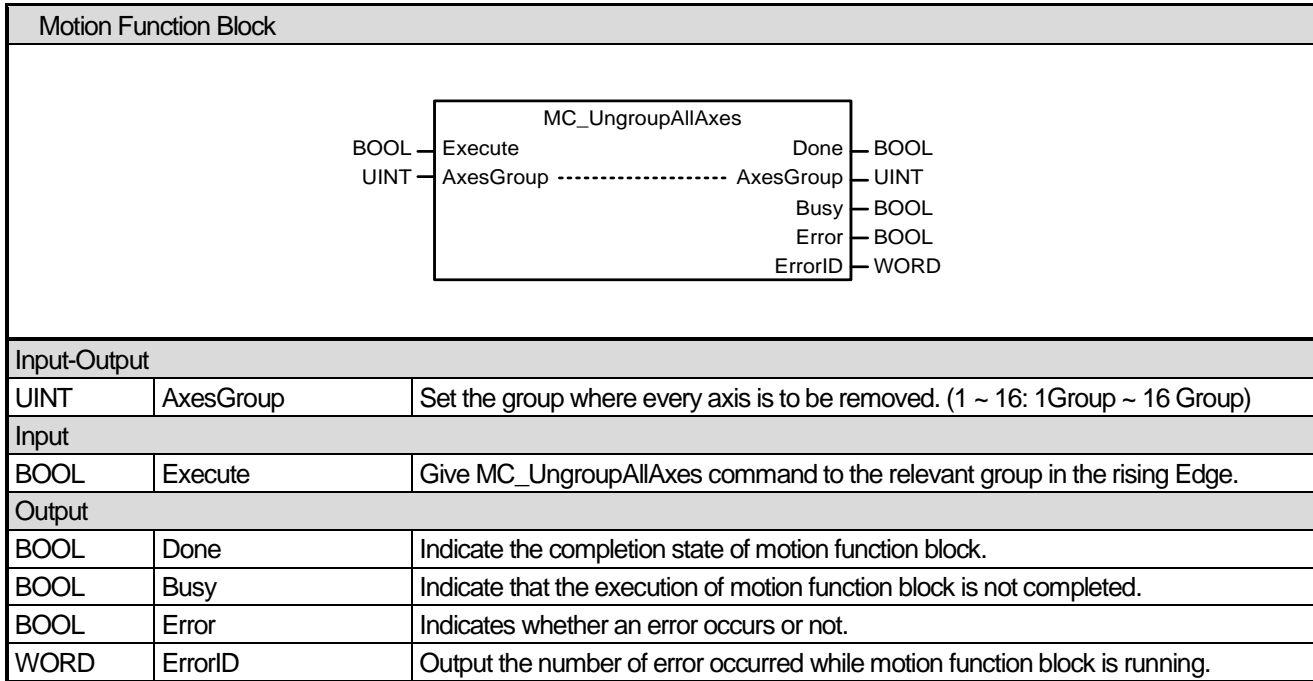 Motion Function Block
MC_UngroupAllAxes
BOOL Execute Done BOOL
UINT AxesGroup AxesGroup UINT
Busy BOOL
Error BOOL
ErrorID WORD
Input-Output
UINT AxesGroup Set the group where every axis is to be removed. (1 ~ 16: 1Group ~ 16 Group)
Input
BOOL Execute Give MC_UngroupAllAxes command to the relevant group in the rising Edge.
Output
BOOL Done Indicate the completion state of motion function block.
BOOL Busy Indicate that the execution of motion function block is not completed.
BOOL Error Indicates whether an error occurs or not.
WORD ErrorID Output the number of error occurred while motion function block is running.